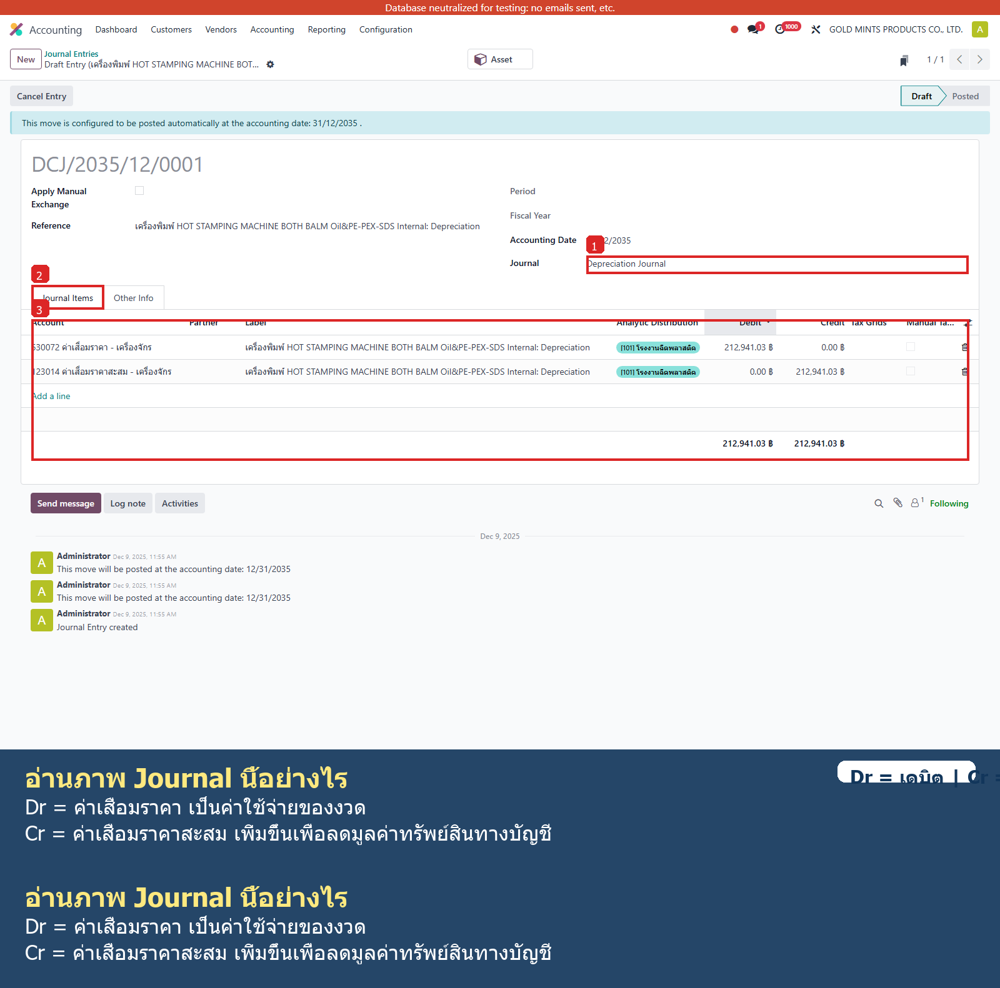 Database neutralized for testing: no emails sent, etc.
Accounting Dashboard Customers Vendors Accounting Reporting Configuration 1 1000 GOLD MINTS PRODUCTS CO., LTD. A
New Journal Entries
Draft Entry (เครื่องพิมพ์ HOT STAMPING MACHINE BOT...
Asset
1 / 1
Cancel Entry
Draft Posted
This move is configured to be posted automatically at the accounting date: 31/12/2035 .
DCJ/2035/12/0001
Apply Manual Exchange
Period
Fiscal Year
Reference เครื่องพิมพ์ HOT STAMPING MACHINE BOTH BALM Oil&PE-PEX-SDS Internal: Depreciation
Accounting Date 2/2035
1
Journal Depreciation Journal
2
Journal Items Other Info
3
Account Partner Label Analytic Distribution Debit Credit Tax Grids Manual Ta...
530072 ค่าเสื่อมราคา - เครื่องจักร เครื่องพิมพ์ HOT STAMPING MACHINE BOTH BALM Oil&PE-PEX-SDS Internal: Depreciation [101] โรงงานฉีดพลาสติค 212,941.03 ฿ 0.00 ฿
123014 ค่าเสื่อมราคาสะสม - เครื่องจักร เครื่องพิมพ์ HOT STAMPING MACHINE BOTH BALM Oil&PE-PEX-SDS Internal: Depreciation [101] โรงงานฉีดพลาสติค 0.00 ฿ 212,941.03 ฿
Add a line
212,941.03 ฿ 212,941.03 ฿
Send message Log note Activities 1 Following
Dec 9, 2025
A Administrator Dec 9, 2025, 11:55 AM
This move will be posted at the accounting date: 12/31/2035
A Administrator Dec 9, 2025, 11:55 AM
This move will be posted at the accounting date: 12/31/2035
A Administrator Dec 9, 2025, 11:55 AM
Journal Entry created
อ่านภาพ Journal นี้อย่างไร
Dr = เดบิต | Cr =
Dr = ค่าเสื่อมราคา เป็นค่าใช้จ่ายของงวด
Cr = ค่าเสื่อมราคาสะสม เพิ่มขึ้นเพื่อลดมูลค่าทรัพย์สินทางบัญชี
อ่านภาพ Journal นี้อย่างไร
Dr = ค่าเสื่อมราคา เป็นค่าใช้จ่ายของงวด
Cr = ค่าเสื่อมราคาสะสม เพิ่มขึ้นเพื่อลดมูลค่าทรัพย์สินทางบัญชี